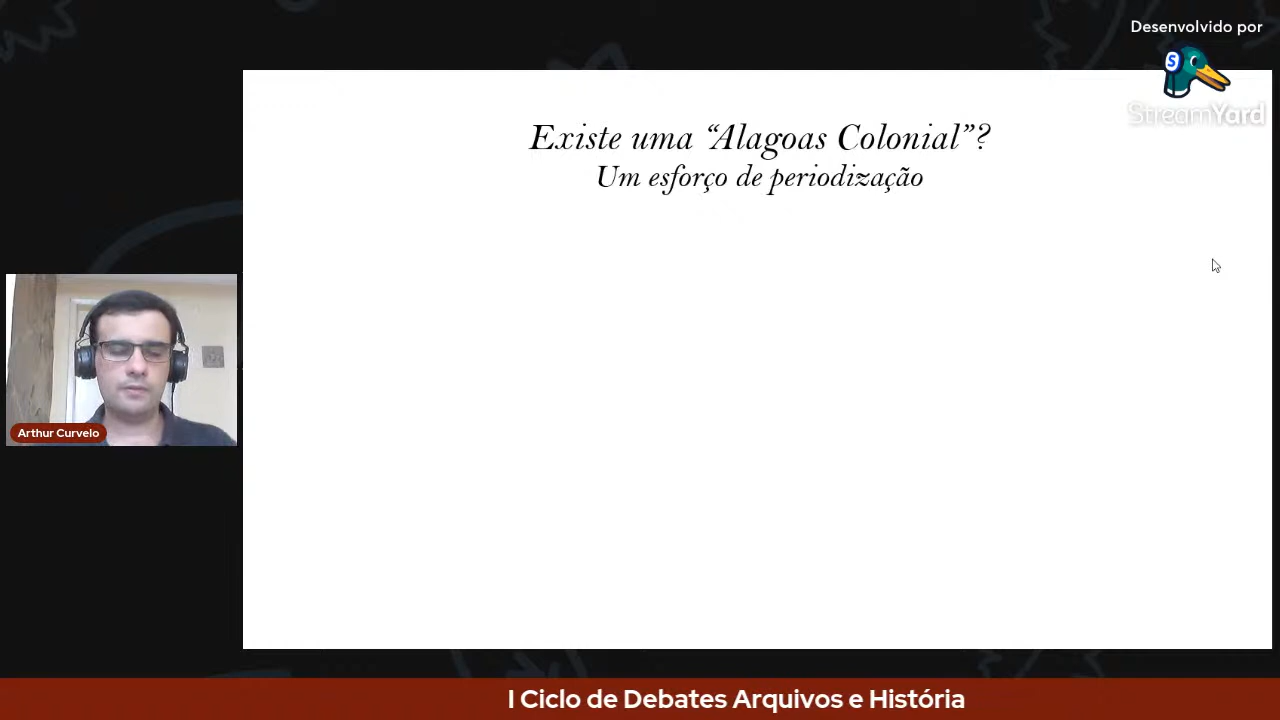 Desenvolvido por
S
StreamYard
Existe uma “Alagoas Colonial”?
Um esforço de periodização
Arthur Curvelo
I Ciclo de Debates Arquivos e História